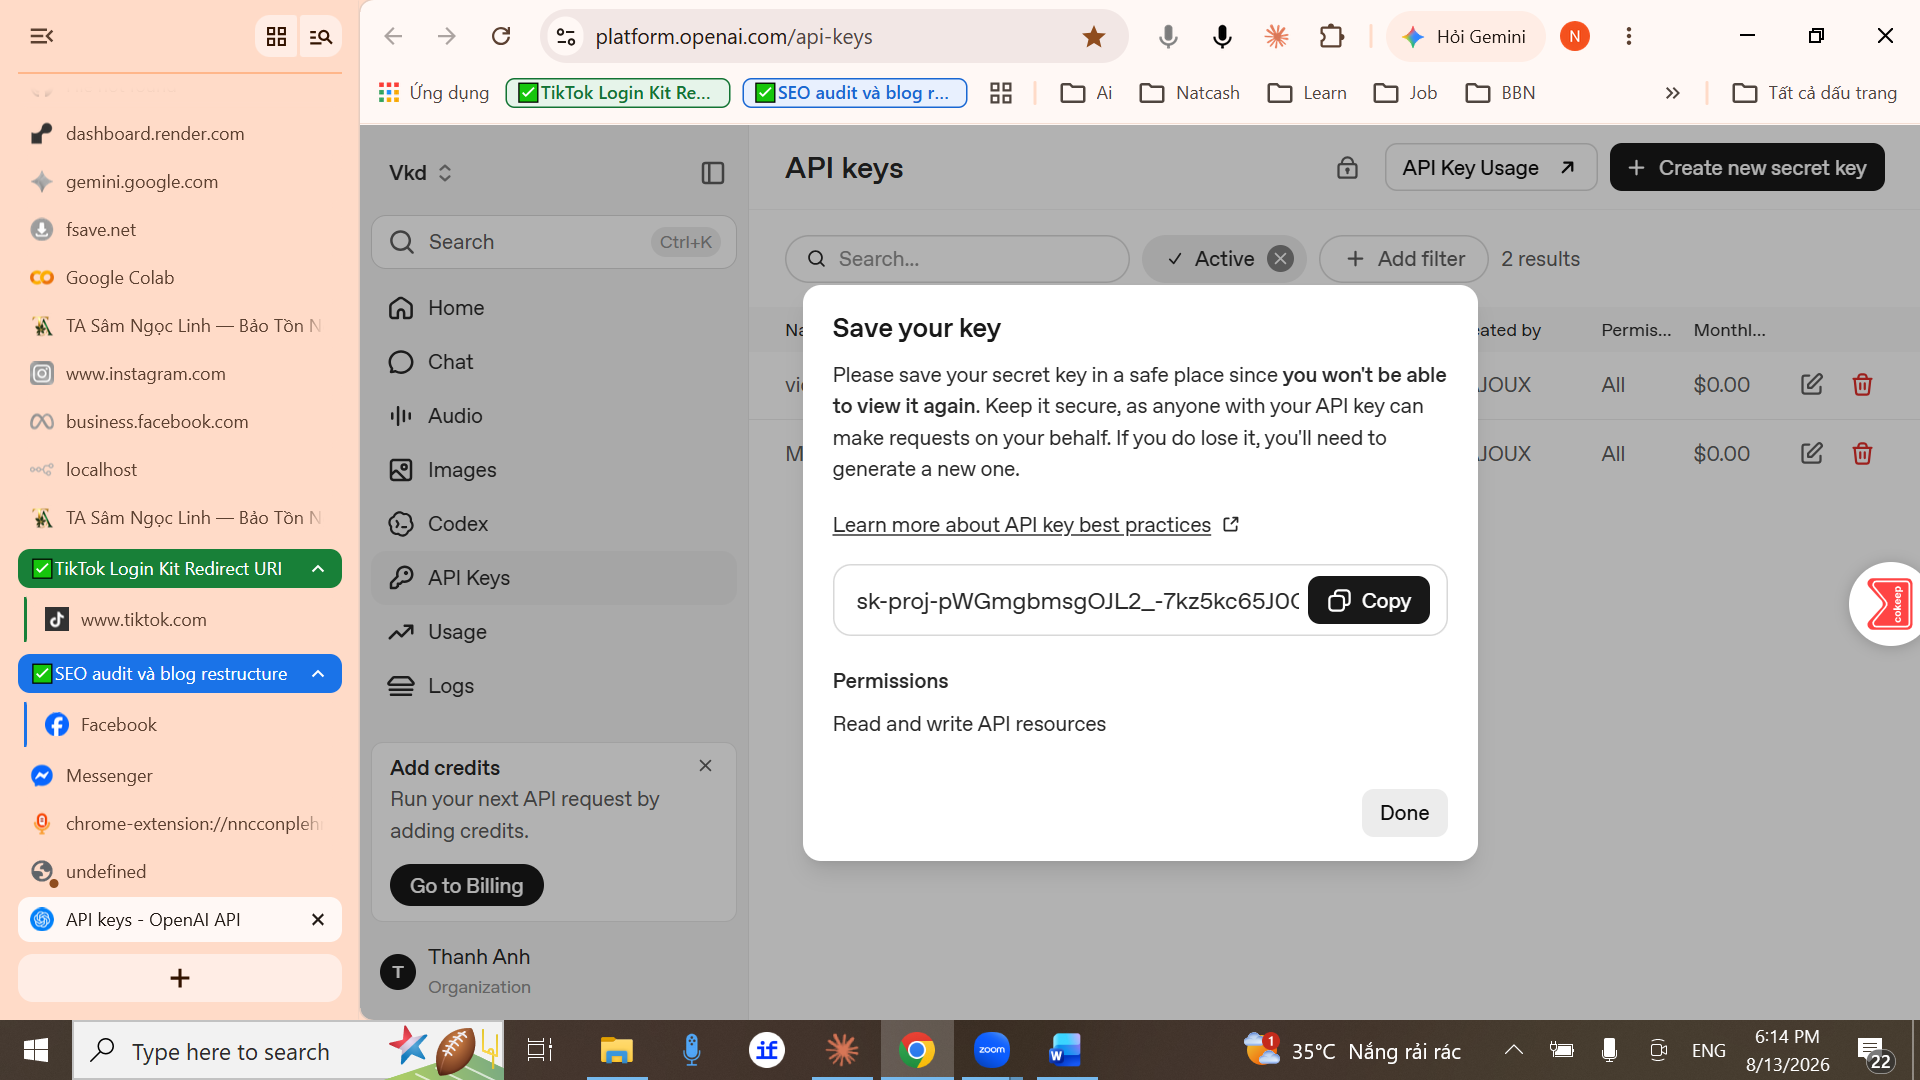 dashboard.render.com
gemini.google.com
fsave.net
Google Colab
TA Sâm Ngọc Linh — Bảo Tồn N
www.instagram.com
business.facebook.com
localhost
TA Sâm Ngọc Linh — Bảo Tồn N
✅TikTok Login Kit Redirect URI
www.tiktok.com
✅SEO audit và blog restructure
Facebook
Messenger
chrome-extension://nncconpleh
undefined
API keys - OpenAI API
platform.openai.com/api-keys
Hỏi Gemini
N
Ứng dụng
✅TikTok Login Kit Re...
✅SEO audit và blog r...
Ai
Natcash
Learn
Job
BBN
Tất cả dấu trang
Vkd
Search
Ctrl+K
Home
Chat
Audio
Images
Codex
API Keys
Usage
Logs
Add credits
Run your next API request by
adding credits.
Go to Billing
T
Thanh Anh
Organization
API keys
API Key Usage
Create new secret key
Search...
Active
Add filter
2 results
Na
ated by
Permis...
Monthl...
JOUX
All
$0.00
M
JOUX
All
$0.00
Save your key
Please save your secret key in a safe place since you won't be able
to view it again. Keep it secure, as anyone with your API key can
make requests on your behalf. If you do lose it, you'll need to
generate a new one.
Learn more about API key best practices
sk-proj-pWGmgbmsgOJL2_-7kz5kc65J0
Copy
Permissions
Read and write API resources
Done
cokeep
Type here to search
if
zoom
W
1
35°C Nắng rải rác
ENG
6:14 PM
8/13/2026
22